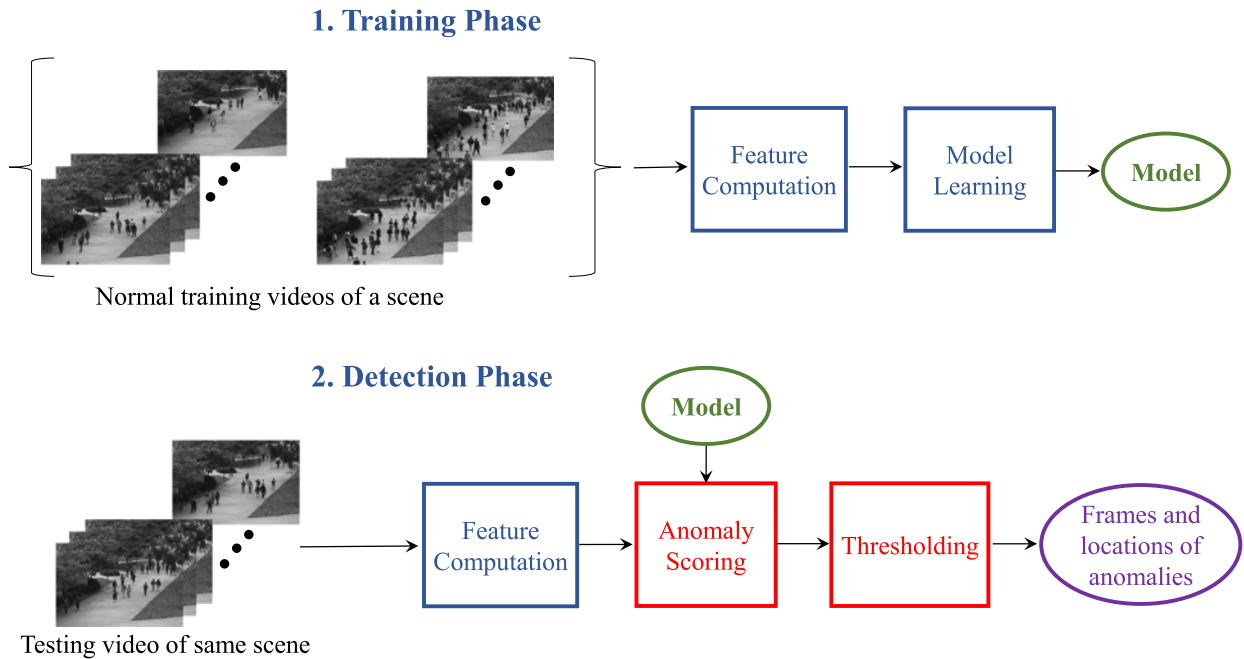 1. Training Phase
Feature
Computation
Model
Learning
Model
Normal training videos of a scene
2. Detection Phase
Model
Feature
Computation
Anomaly
Scoring
Thresholding
Frames and
locations of
anomalies
Testing video of same scene